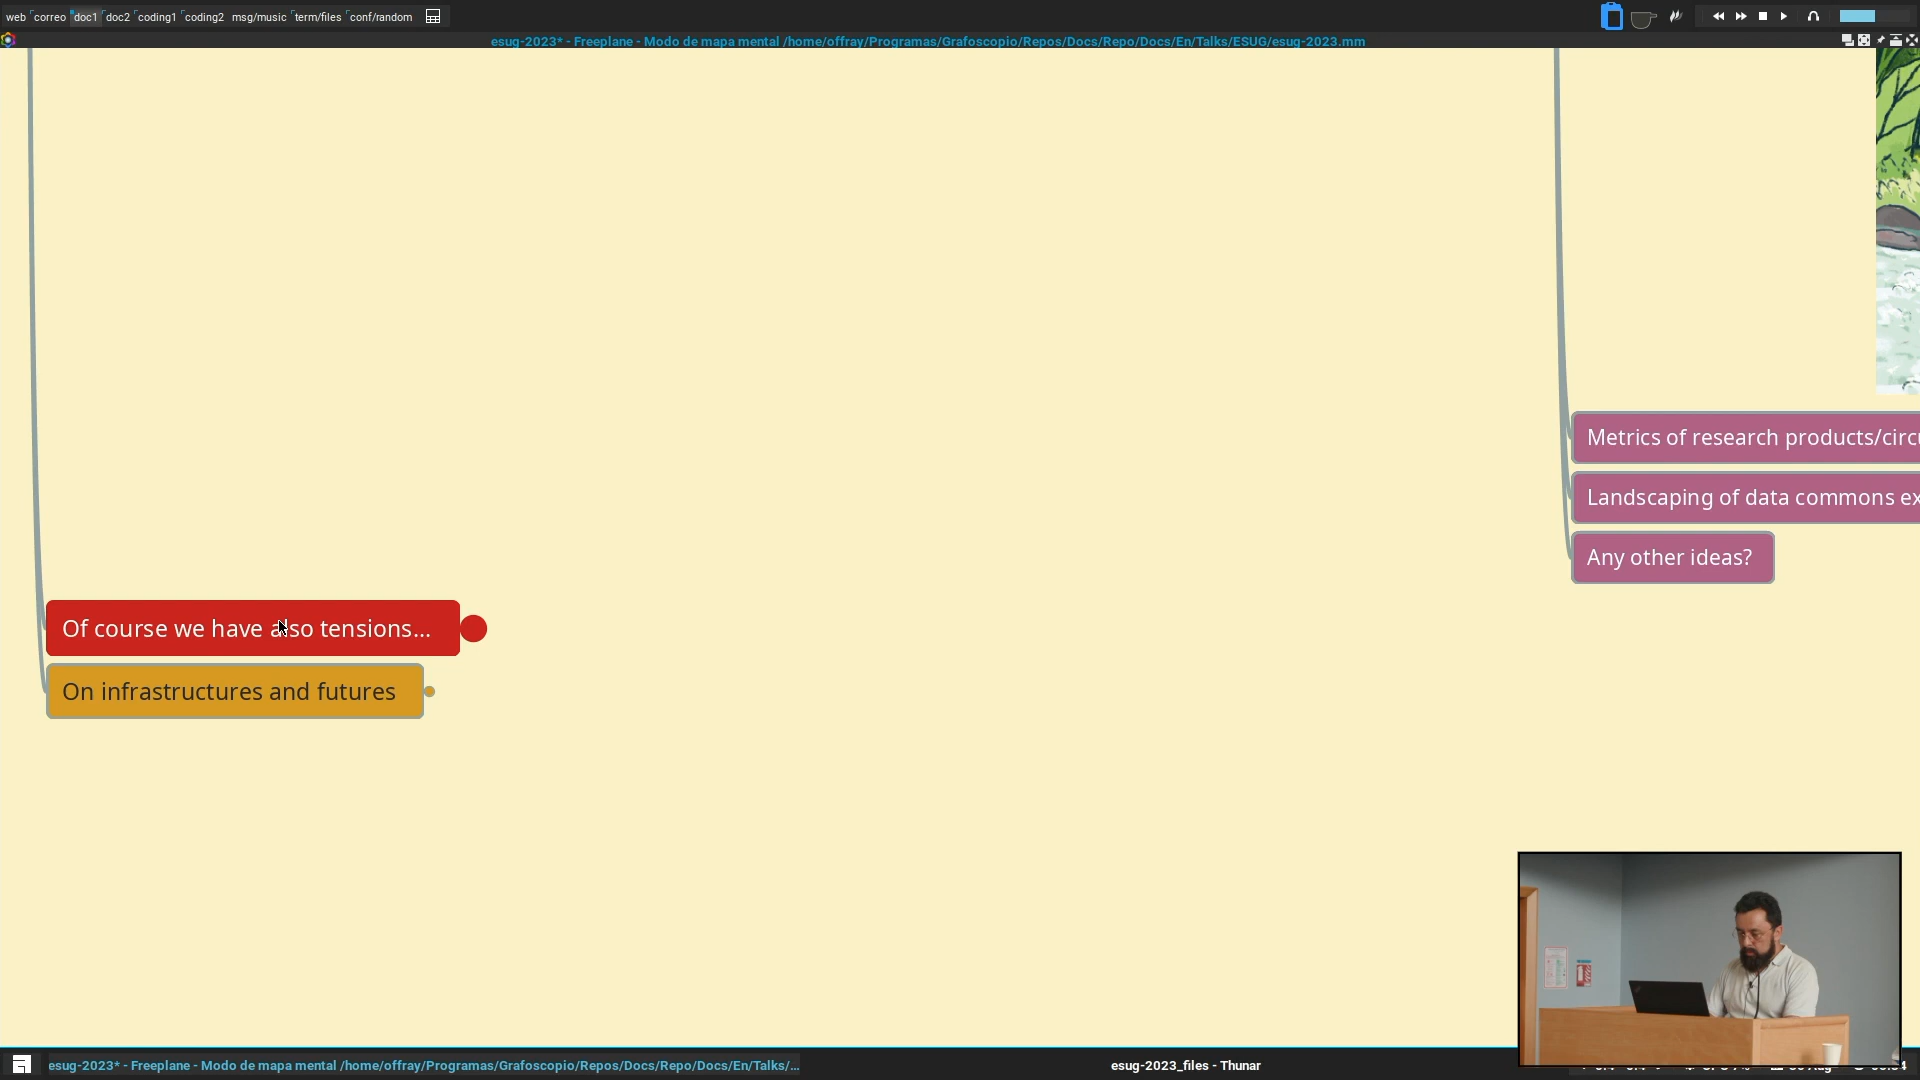 web correo doc1 doc2 coding1 coding2 msg/music term/files conf/random
esug-2023* - Freeplane - Modo de mapa mental /home/offray/Programas/Grafoscopio/Repos/Docs/Repo/Docs/En/Talks/ESUG/esug-2023.mm
Metrics of research products/circ
Landscaping of data commons ex
Any other ideas?
Of course we have also tensions...
On infrastructures and futures
esug-2023* - Freeplane - Modo de mapa mental /home/offray/Programas/Grafoscopio/Repos/Docs/Repo/Docs/En/Talks/...
esug-2023_files - Thunar